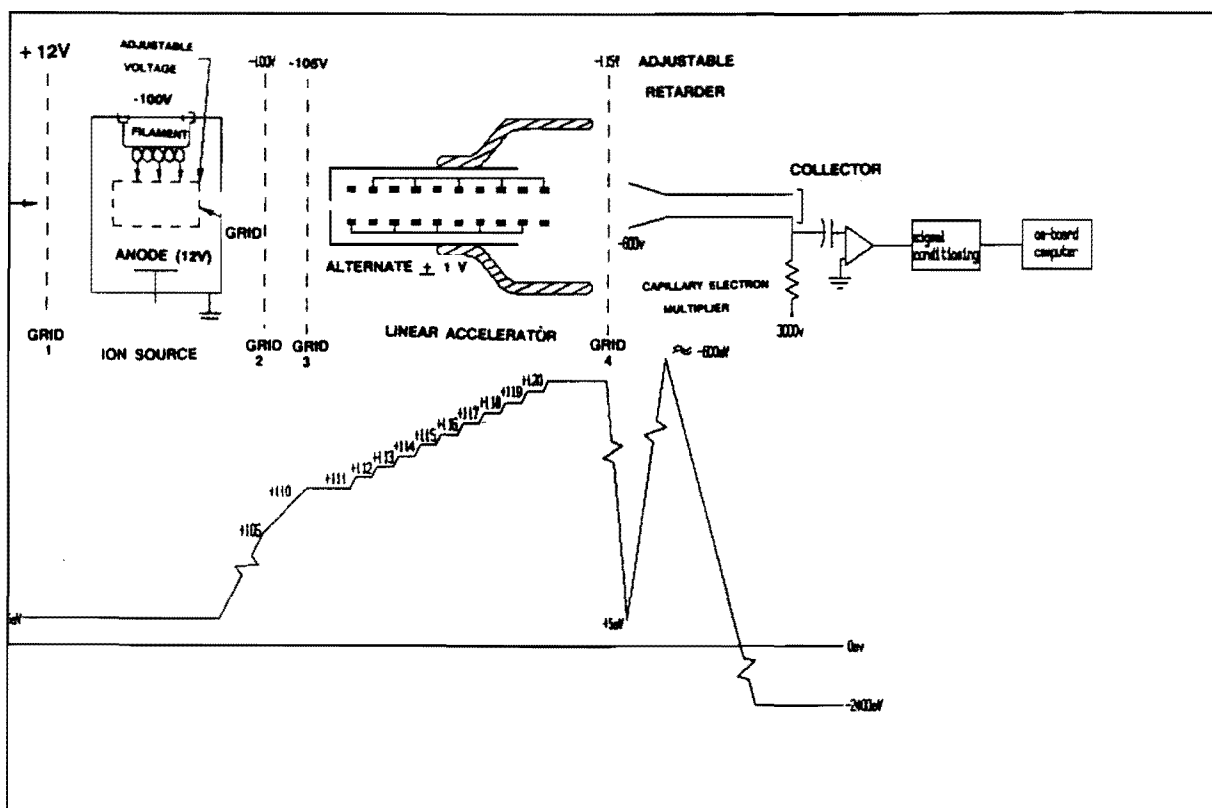 + 12V
ADJUSTABLE
VOLTAGE
-100V
FILAMENT
GRID
ANODE (12V)
GRID
1
ION SOURCE
-100V
GRID
2
-105V
GRID
3
ALTERNATE ± 1 V
LINEAR ACCELERATOR
ADJUSTABLE
RETARDER
GRID
4
-600v
COLLECTOR
CAPILLARY ELECTRON
MULTIPLIER
3000v
signal
conditioning
on-board
computer
-600eV
+105
+110
+111
+112
+113
+114
+115
+116
+117
+118
+119
+120
+5eV
0ev
-2400eV